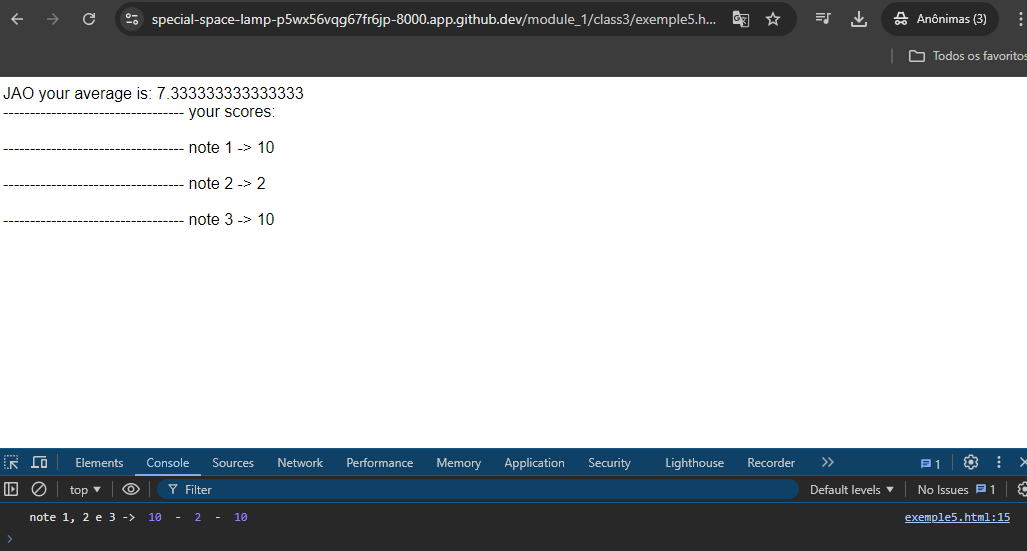 special-space-lamp-p5wx56vqg67fr6jp-8000.app.github.dev/module_1/class3/exemple5.h... Anônimas (3)
Todos os favoritos
JAO your average is: 7.333333333333333
---------------------------------- your scores:
---------------------------------- note 1 -> 10
---------------------------------- note 2 -> 2
---------------------------------- note 3 -> 10
Elements Console Sources Network Performance Memory Application Security Lighthouse Recorder 1
top Filter Default levels No Issues 1
note 1, 2 e 3 -> 10 - 2 - 10 exemple5.html:15